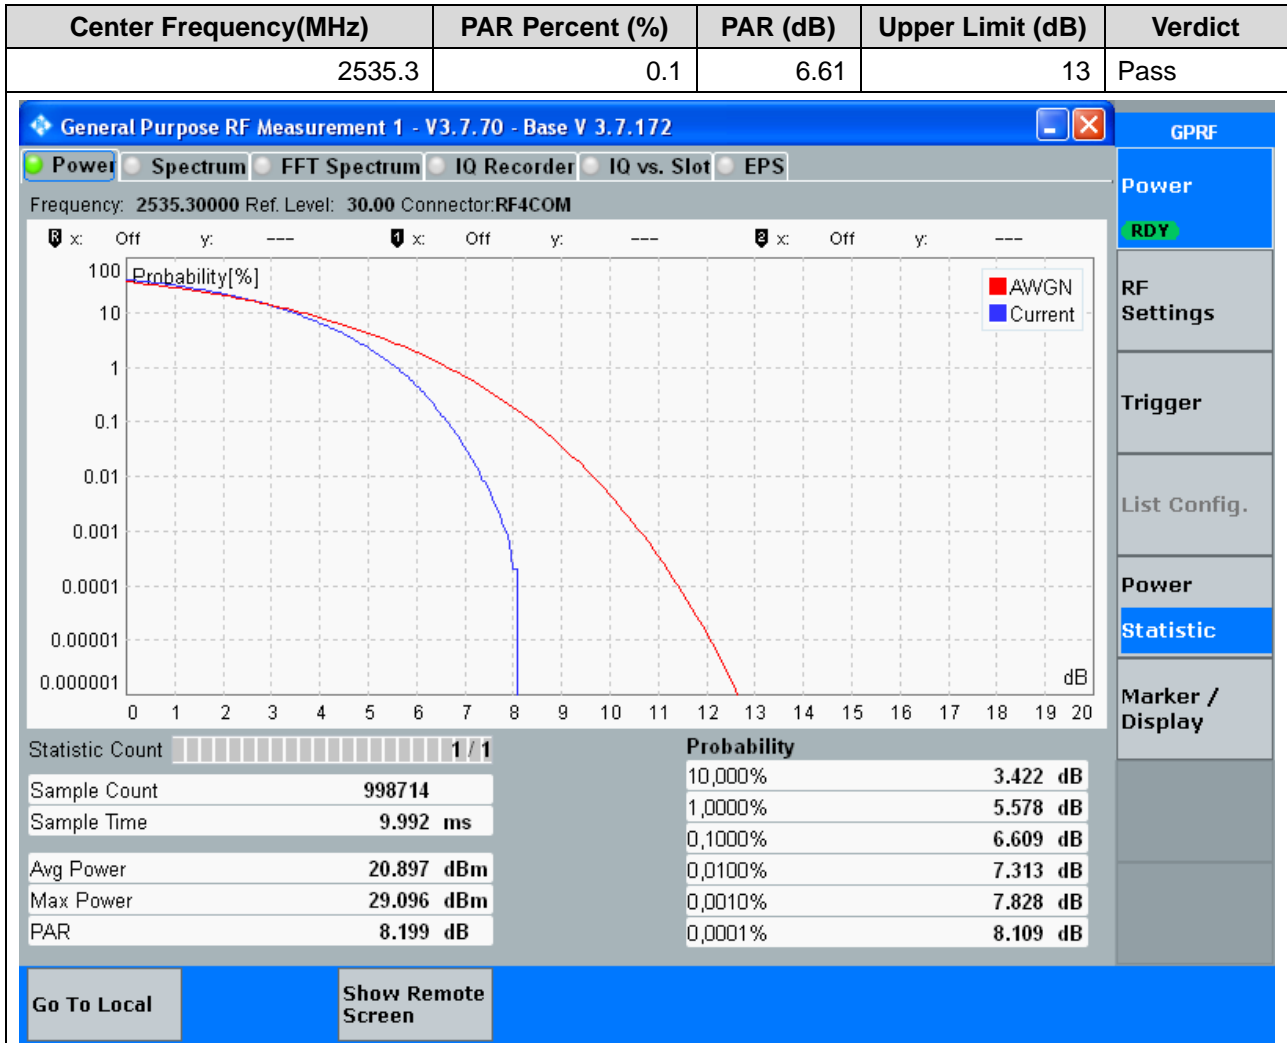 Center Frequency(MHz) PAR Percent (%) PAR (dB) Upper Limit (dB) Verdict
2535.3 0.1 6.61 13 Pass
General Purpose RF Measurement 1 - V3.7.70 - Base V 3.7.172
GPRF
Power Spectrum FFT Spectrum IQ Recorder IQ vs. Slot EPS
Power
RDY
Frequency: 2535.30000 Ref. Level: 30.00 Connector:RF4COM
R x: Off y: --- 1 x: Off y: --- 2 x: Off y: ---
Probability[%]
AWGN
Current
100
10
1
0.1
0.01
0.001
0.0001
0.00001
0.000001
dB
0 1 2 3 4 5 6 7 8 9 10 11 12 13 14 15 16 17 18 19 20
RF
Settings
Trigger
List Config.
Power
Statistic
Marker /
Display
Statistic Count 1 / 1
Sample Count 998714
Sample Time 9.992 ms
Avg Power 20.897 dBm
Max Power 29.096 dBm
PAR 8.199 dB
Probability
10,000% 3.422 dB
1,0000% 5.578 dB
0,1000% 6.609 dB
0,0100% 7.313 dB
0,0010% 7.828 dB
0,0001% 8.109 dB
Go To Local
Show Remote
Screen